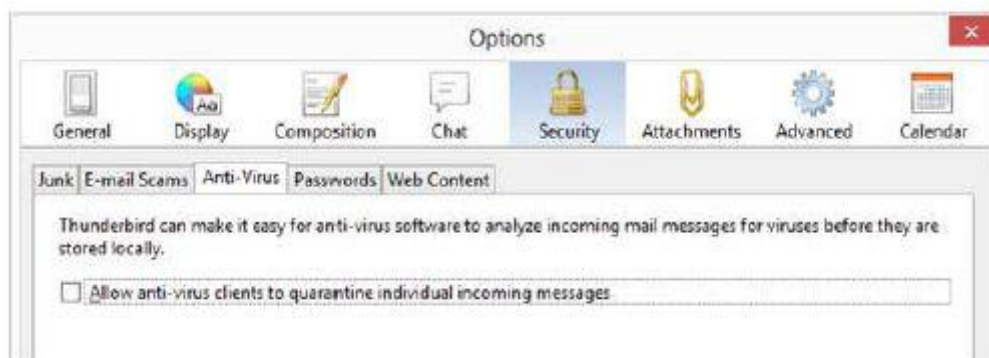 Options
General Display Composition Chat Security Attachments Advanced Calendar
Junk E-mail Scams Anti-Virus Passwords Web Content
Thunderbird can make it easy for anti-virus software to analyze incoming mail messages for viruses before they are
stored locally.
Allow anti-virus clients to quarantine individual incoming messages